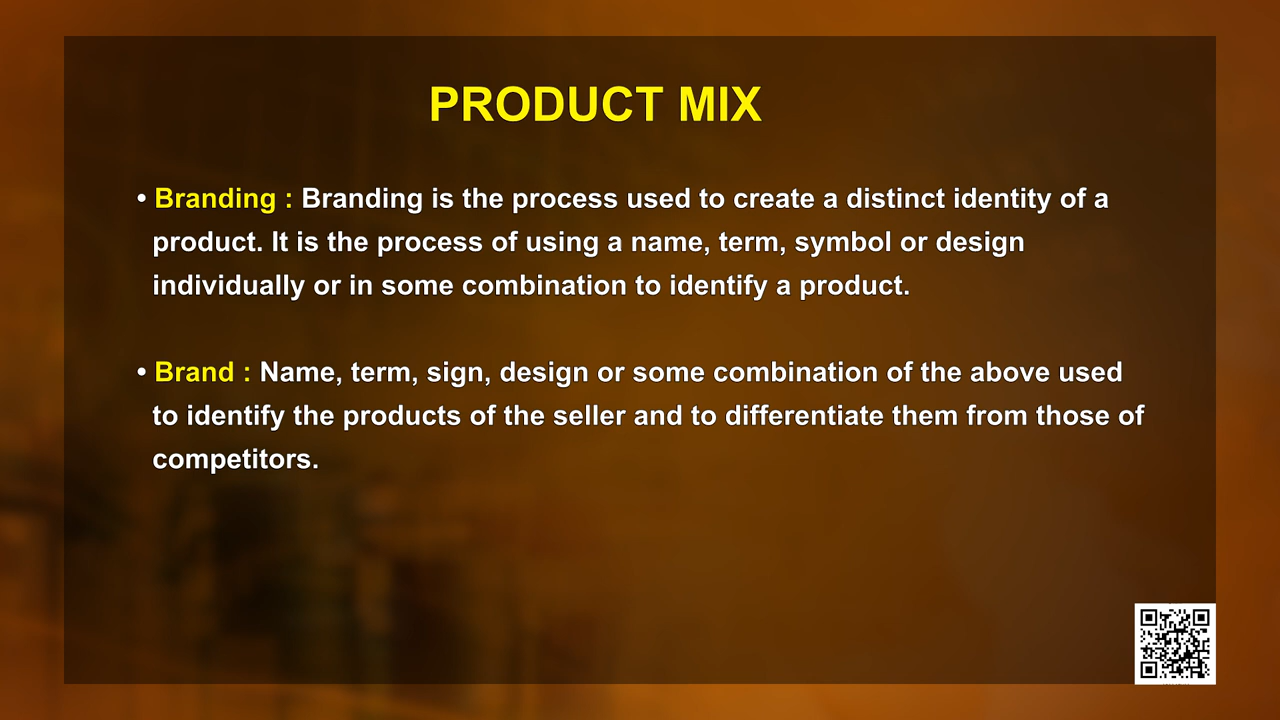 PRODUCT MIX
• Branding : Branding is the process used to create a distinct identity of a
product. It is the process of using a name, term, symbol or design
individually or in some combination to identify a product.
• Brand : Name, term, sign, design or some combination of the above used
to identify the products of the seller and to differentiate them from those of
competitors.